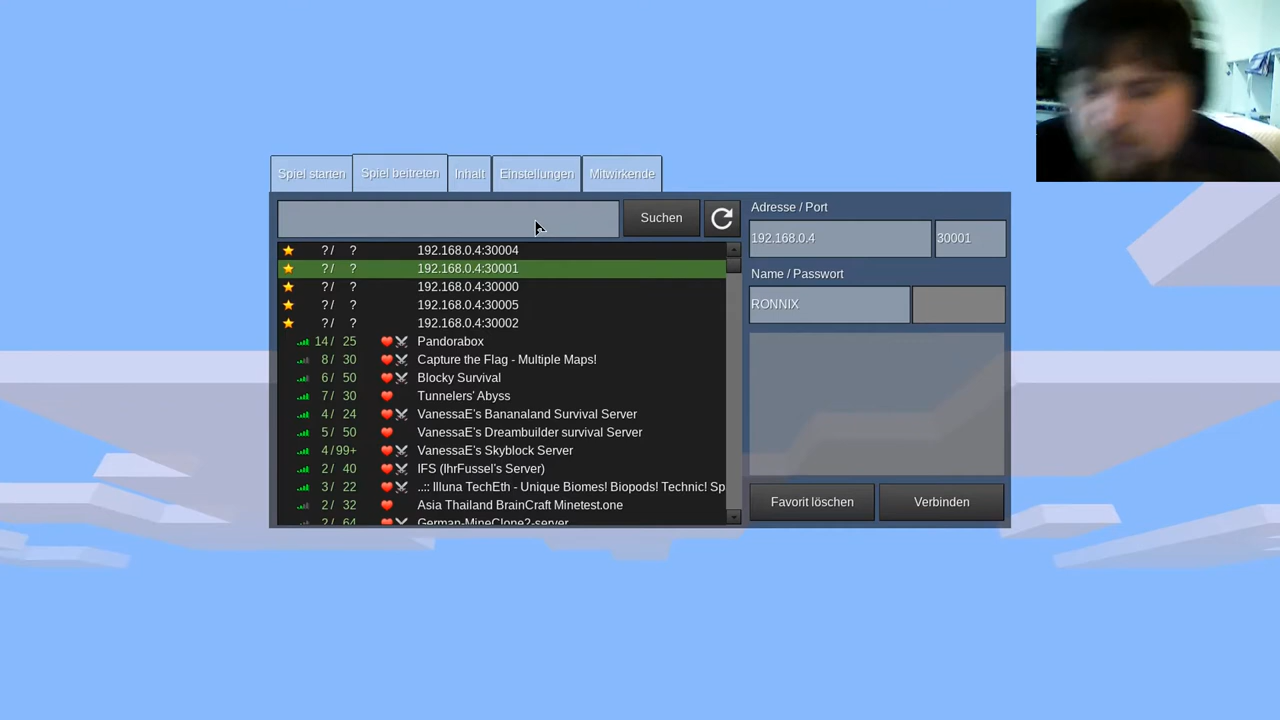 Spiel starten Spiel beitreten Inhalt Einstellungen Mitwirkende
Suchen
? / ? 192.168.0.4:30004
? / ? 192.168.0.4:30001
? / ? 192.168.0.4:30000
? / ? 192.168.0.4:30005
? / ? 192.168.0.4:30002
14 / 25 Pandorabox
8 / 30 Capture the Flag - Multiple Maps!
6 / 50 Blocky Survival
7 / 30 Tunnelers' Abyss
4 / 24 VanessaE's Bananaland Survival Server
5 / 50 VanessaE's Dreambuilder survival Server
4 / 99+ VanessaE's Skyblock Server
2 / 40 IFS (IhrFussel's Server)
3 / 22 ..:: Illuna TechEth - Unique Biomes! Biopods! Technic! Sp
2 / 32 Asia Thailand BrainCraft Minetest.one
2 / 64 German-MineClone2-server
Adresse / Port
192.168.0.4 30001
Name / Passwort
RONNIX
Favorit löschen Verbinden